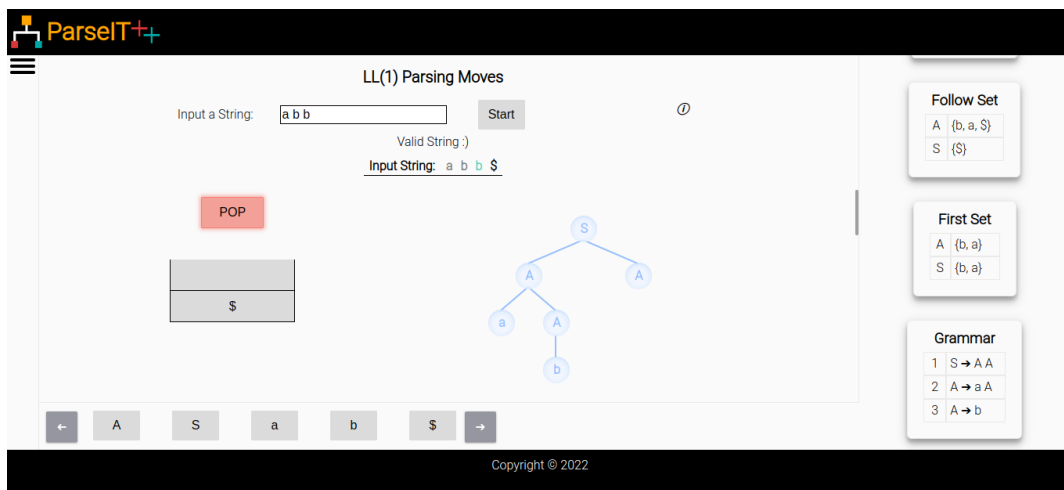 ParseIT++
LL(1) Parsing Moves
Input a String: a b b Start
Valid String :)
Input String: a b b $
POP
$
S
A A
a A
b
← A S a b $ →
Follow Set
A {b, a, $}
S {$}
First Set
A {b, a}
S {b, a}
Grammar
1 S → A A
2 A → a A
3 A → b
Copyright © 2022